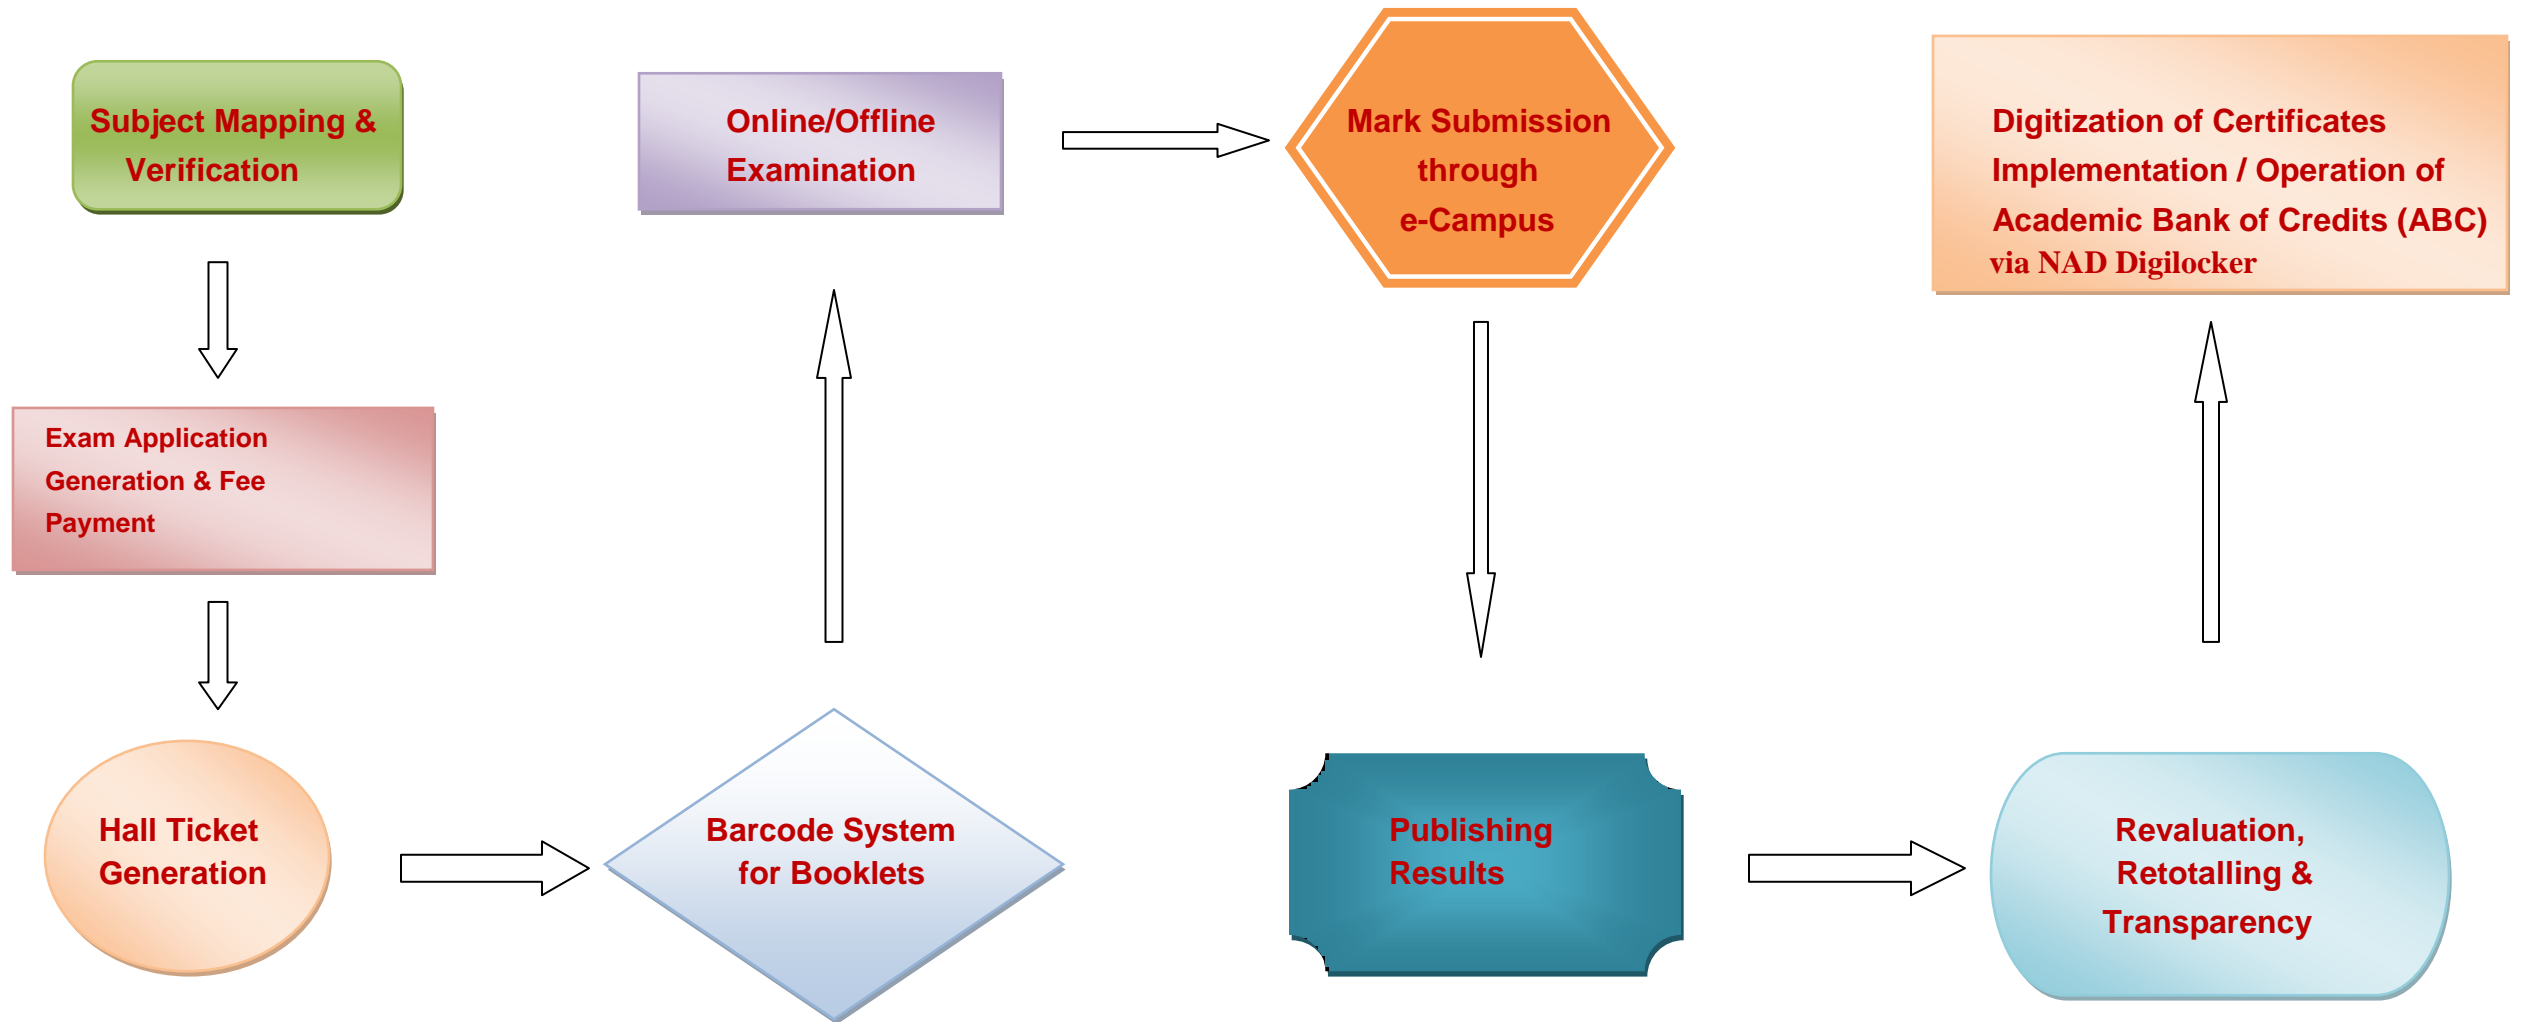 Subject Mapping &
Verification
Exam Application
Generation & Fee
Payment
Hall Ticket
Generation
Barcode System
for Booklets
Online/Offline
Examination
Mark Submission
through
e-Campus
Publishing
Results
Revaluation,
Retotalling &
Transparency
Digitization of Certificates
Implementation / Operation of
Academic Bank of Credits (ABC)
via NAD Digilocker